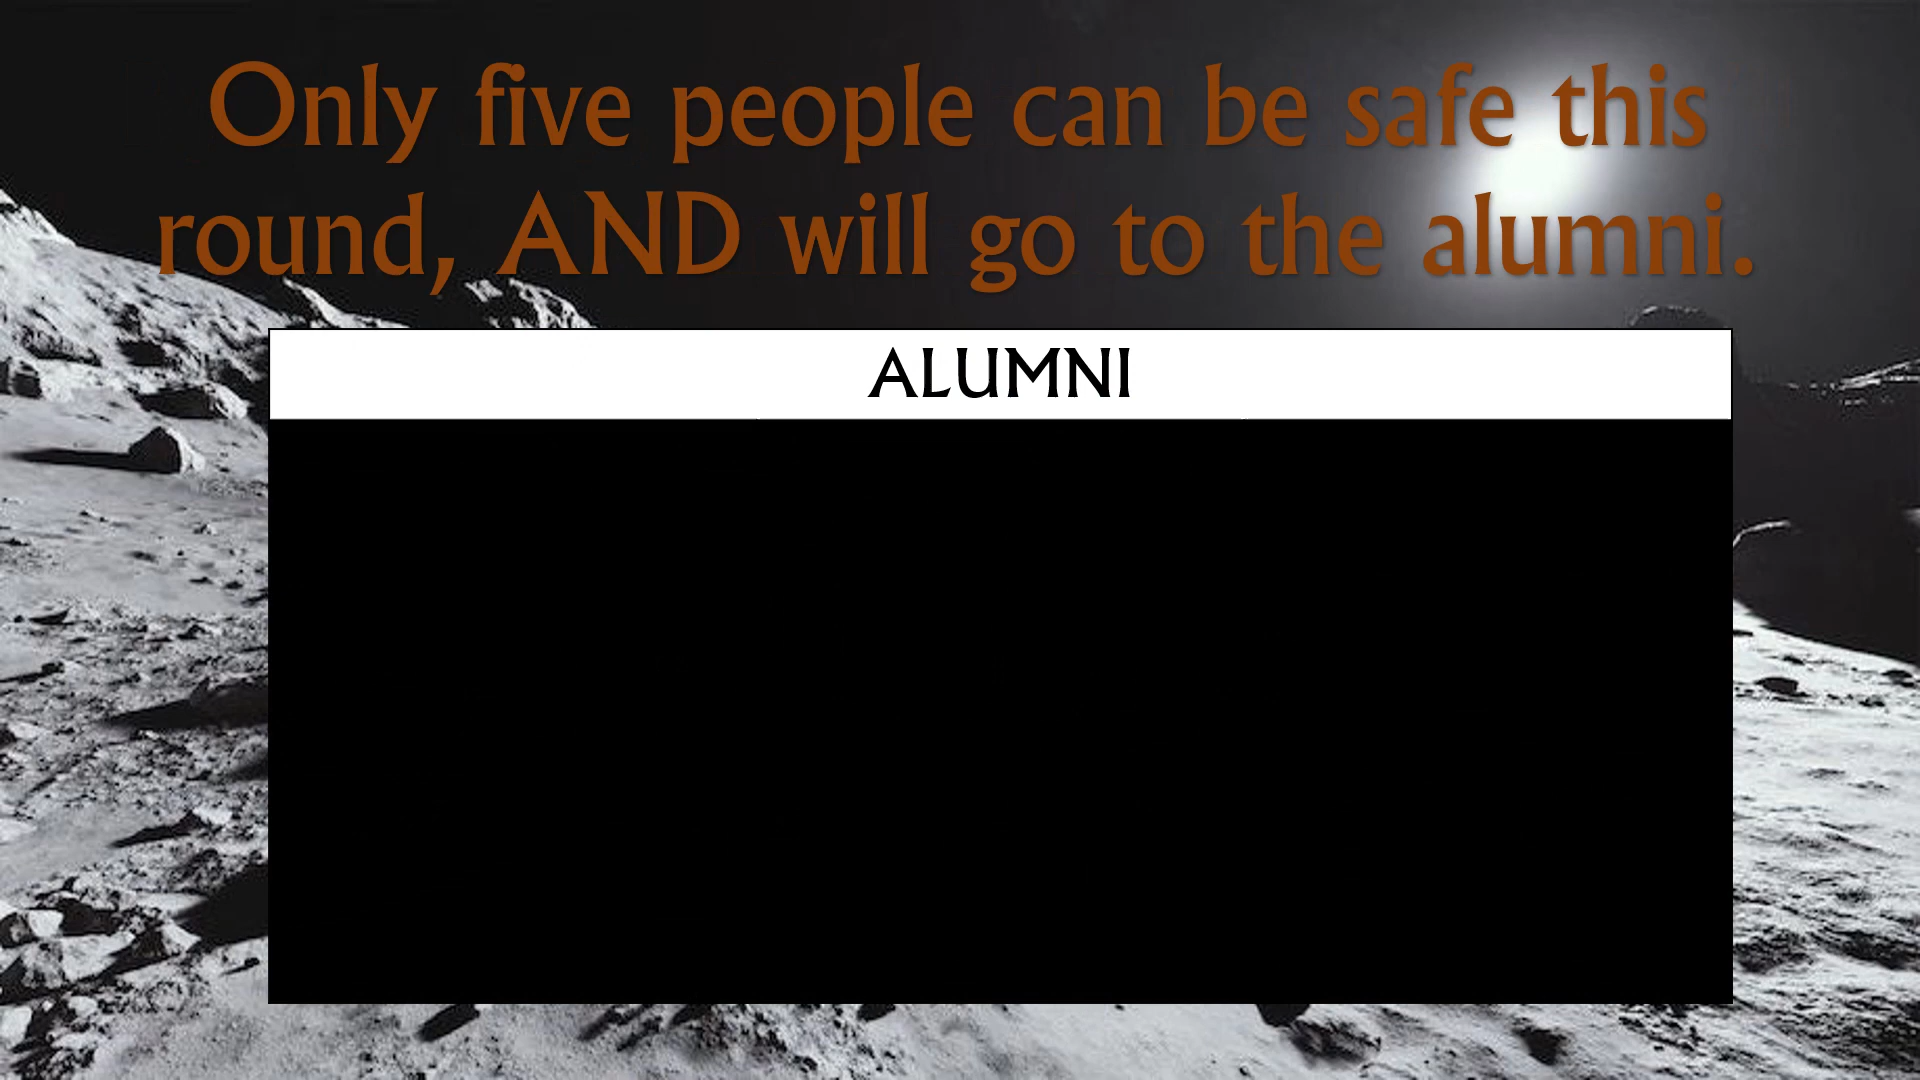 Only five people can be safe this
round, AND will go to the alumni.
ALUMNI